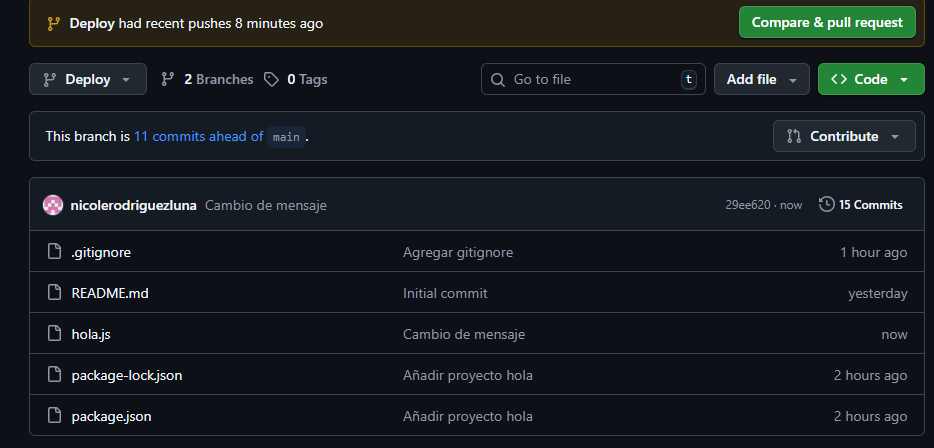 Deploy had recent pushes 8 minutes ago
Compare & pull request
Deploy 2 Branches 0 Tags
Go to file t
Add file
Code
This branch is 11 commits ahead of main.
Contribute
nicolerodriguezluna Cambio de mensaje 29ee620 · now 15 Commits
.gitignore Agregar gitignore 1 hour ago
README.md Initial commit yesterday
hola.js Cambio de mensaje now
package-lock.json Añadir proyecto hola 2 hours ago
package.json Añadir proyecto hola 2 hours ago